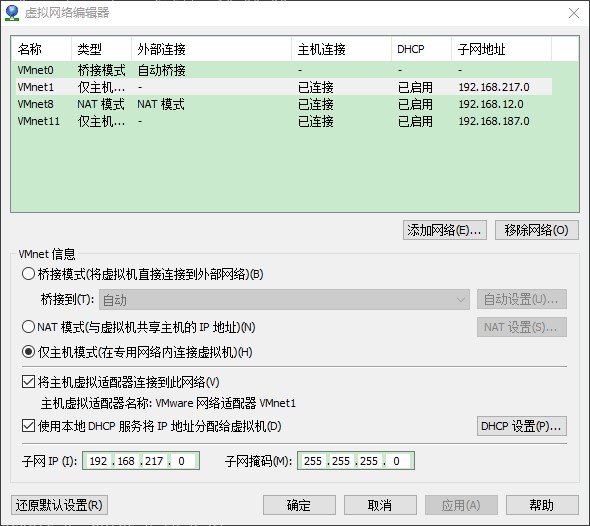 虚拟网络编辑器
名称 类型 外部连接 主机连接 DHCP 子网地址
VMnet0 桥接模式 自动桥接 - - -
VMnet1 仅主机... - 已连接 已启用 192.168.217.0
VMnet8 NAT 模式 NAT 模式 已连接 已启用 192.168.12.0
VMnet11 仅主机... - 已连接 已启用 192.168.187.0
添加网络(E)... 移除网络(O)
VMnet 信息
桥接模式(将虚拟机直接连接到外部网络)(B)
桥接到(T): 自动 自动设置(U)...
NAT 模式(与虚拟机共享主机的 IP 地址)(N) NAT 设置(S)...
仅主机模式(在专用网络内连接虚拟机)(H)
将主机虚拟适配器连接到此网络(V)
主机虚拟适配器名称: VMware 网络适配器 VMnet1
使用本地 DHCP 服务将 IP 地址分配给虚拟机(D) DHCP 设置(P)...
子网 IP (I): 192 . 168 . 217 . 0 子网掩码(M): 255 . 255 . 255 . 0
还原默认设置(R) 确定 取消 应用(A) 帮助